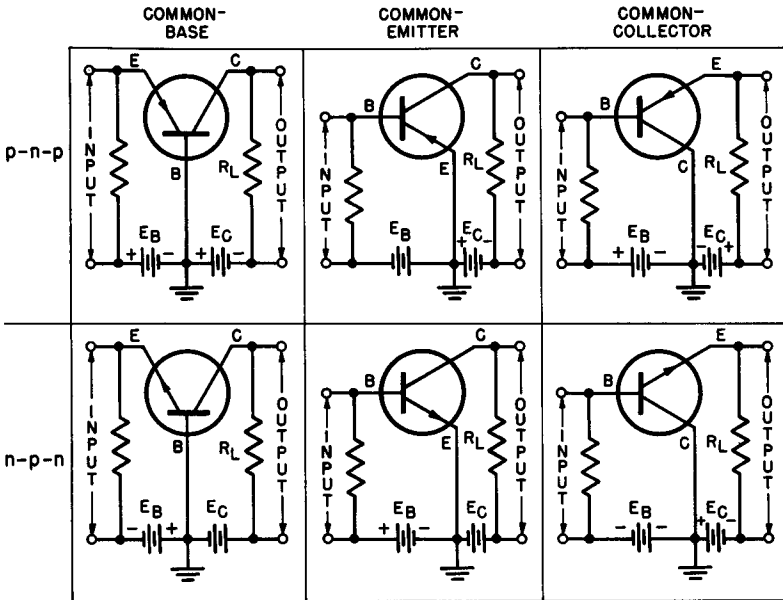 COMMON-
BASE
COMMON-
EMITTER
COMMON-
COLLECTOR
p-n-p
E
C
INPUT
B
RL
OUTPUT
+ EB -
+ EC -
B
C
INPUT
E
RL
OUTPUT
EB
+ EC -
B
E
INPUT
C
RL
OUTPUT
+ EB -
- EC +
n-p-n
E
C
INPUT
B
RL
OUTPUT
- EB +
EC
B
C
INPUT
E
RL
OUTPUT
+ EB -
EC
B
E
INPUT
C
RL
OUTPUT
- EB -
+ EC -